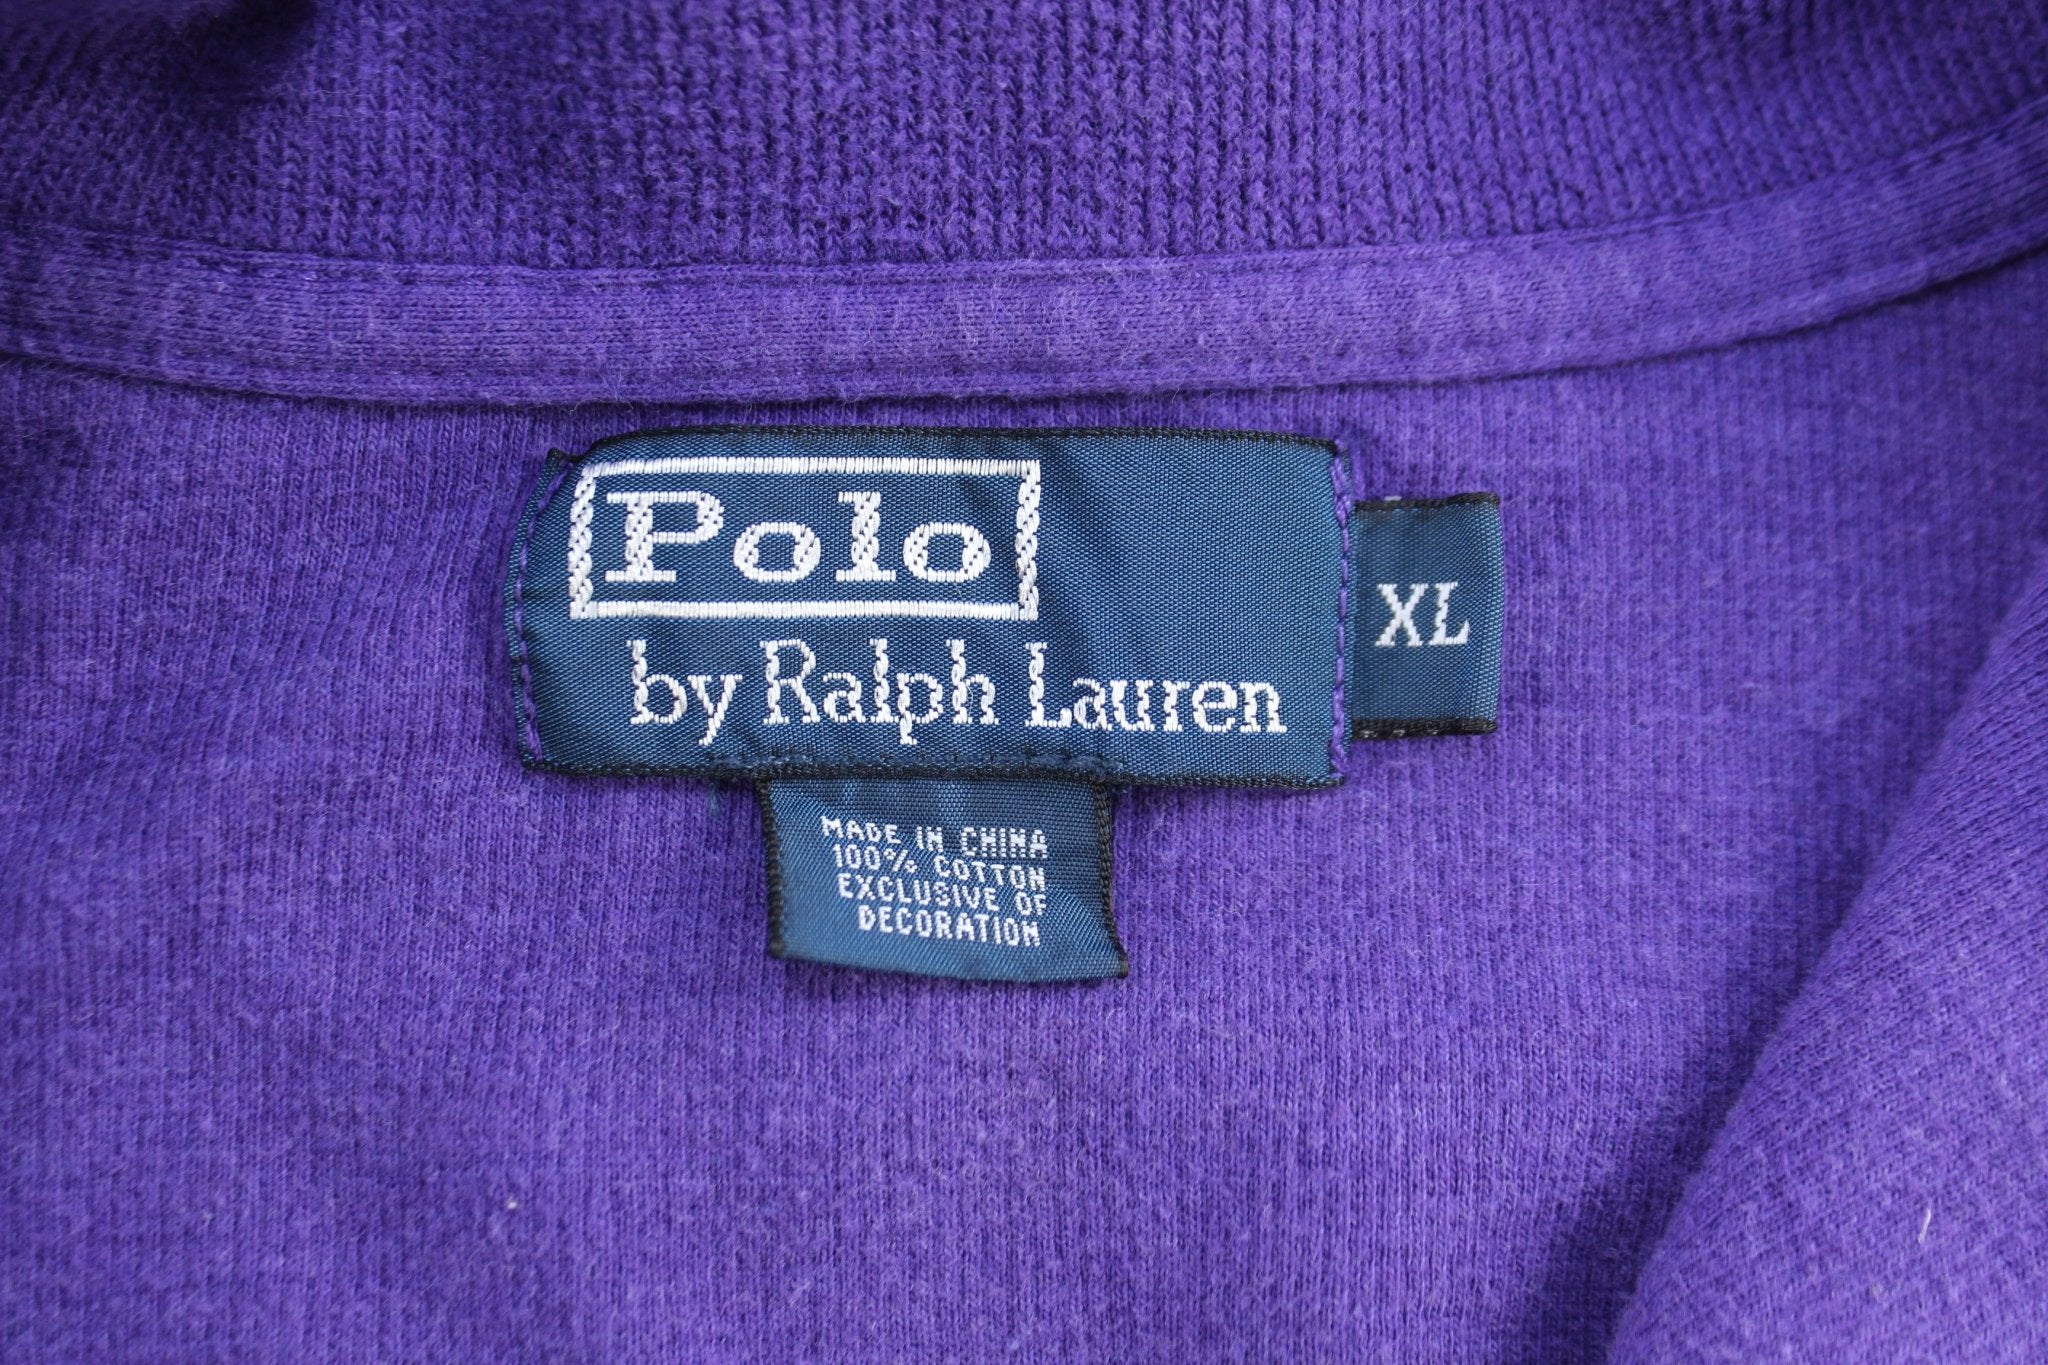 Polo
by Ralph Lauren
XL
MADE IN CHINA
100% COTTON
EXCLUSIVE OF
DECORATION